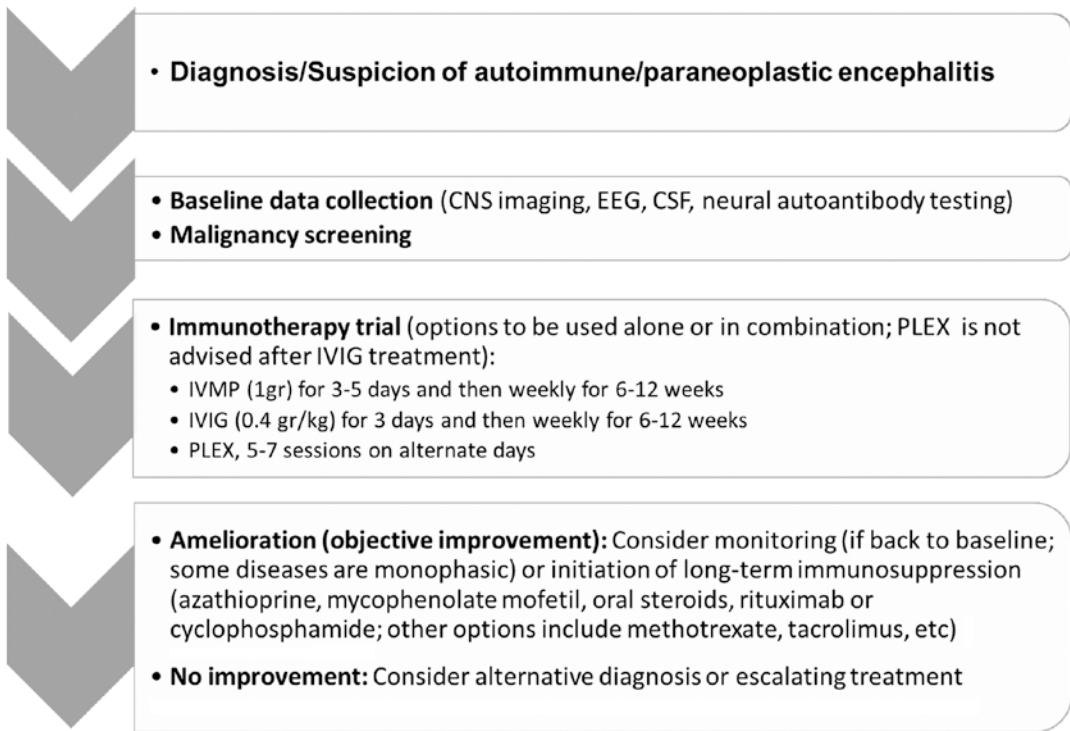 • Diagnosis/Suspicion of autoimmune/paraneoplastic encephalitis
• Baseline data collection (CNS imaging, EEG, CSF, neural autoantibody testing)
• Malignancy screening
• Immunotherapy trial (options to be used alone or in combination; PLEX is not
advised after IVIG treatment):
• IVMP (1gr) for 3-5 days and then weekly for 6-12 weeks
• IVIG (0.4 gr/kg) for 3 days and then weekly for 6-12 weeks
• PLEX, 5-7 sessions on alternate days
• Amelioration (objective improvement): Consider monitoring (if back to baseline;
some diseases are monophasic) or initiation of long-term immunosuppression
(azathioprine, mycophenolate mofetil, oral steroids, rituximab or
cyclophosphamide; other options include methotrexate, tacrolimus, etc)
• No improvement: Consider alternative diagnosis or escalating treatment